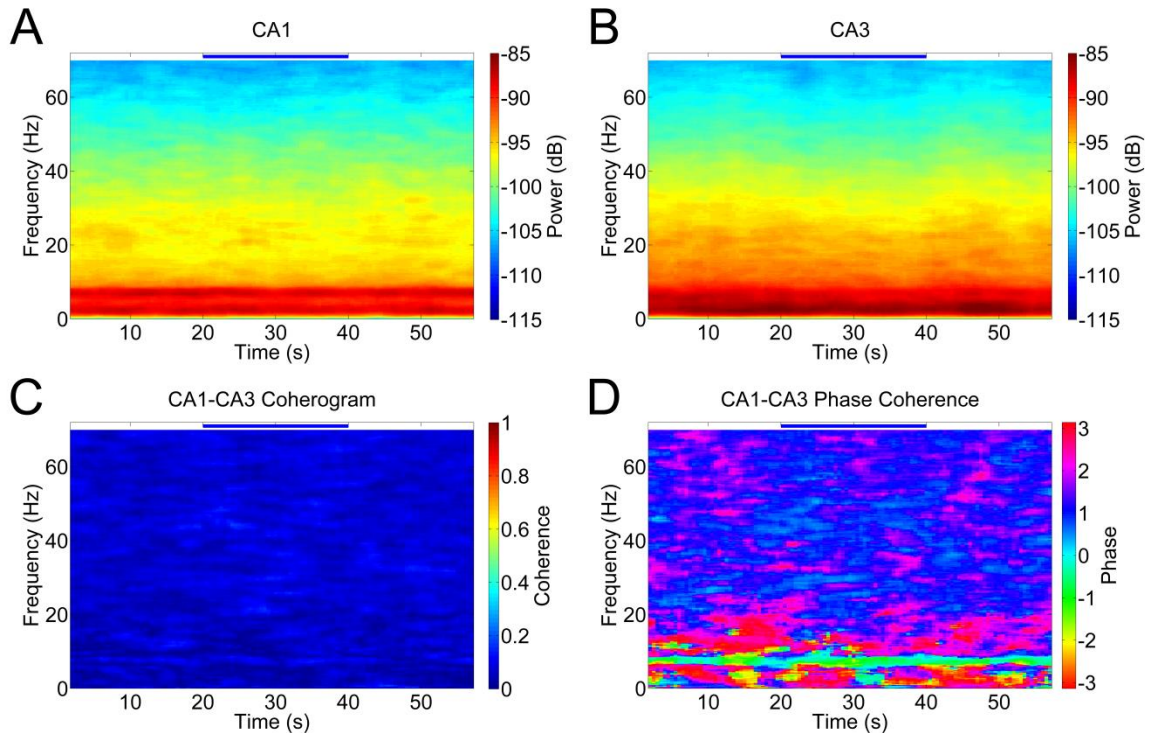 A
CA1
Frequency (Hz)
60
40
20
0
10 20 30 40 50
Time (s)
-85
-90
-95
-100
-105
-110
-115
Power (dB)
B
CA3
Frequency (Hz)
60
40
20
0
10 20 30 40 50
Time (s)
-85
-90
-95
-100
-105
-110
-115
Power (dB)
C
CA1-CA3 Coherogram
Frequency (Hz)
60
40
20
0
10 20 30 40 50
Time (s)
1
0.8
0.6
0.4
0.2
0
Coherence
D
CA1-CA3 Phase Coherence
Frequency (Hz)
60
40
20
0
10 20 30 40 50
Time (s)
3
2
1
0
-1
-2
-3
Phase